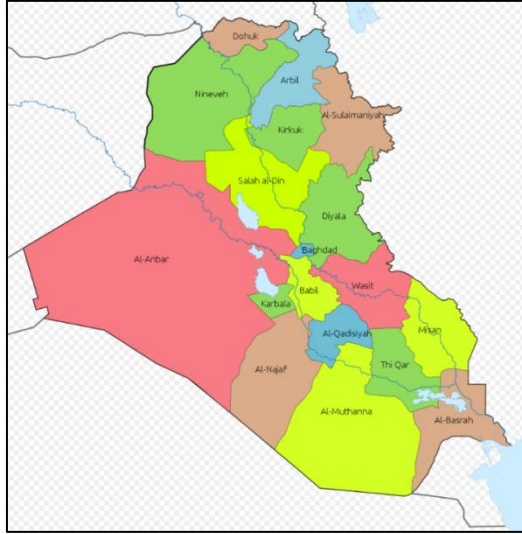 Dohuk
Arbil
Nineveh
Al-Sulaimaniyah
Kirkuk
Salah al-Din
Diyala
Baghdad
Al-Anbar
Wasit
Babil
Karbala
Al-Qadisiyah
Misan
Thi Qar
Al-Najaf
Al-Muthanna
Al-Basrah